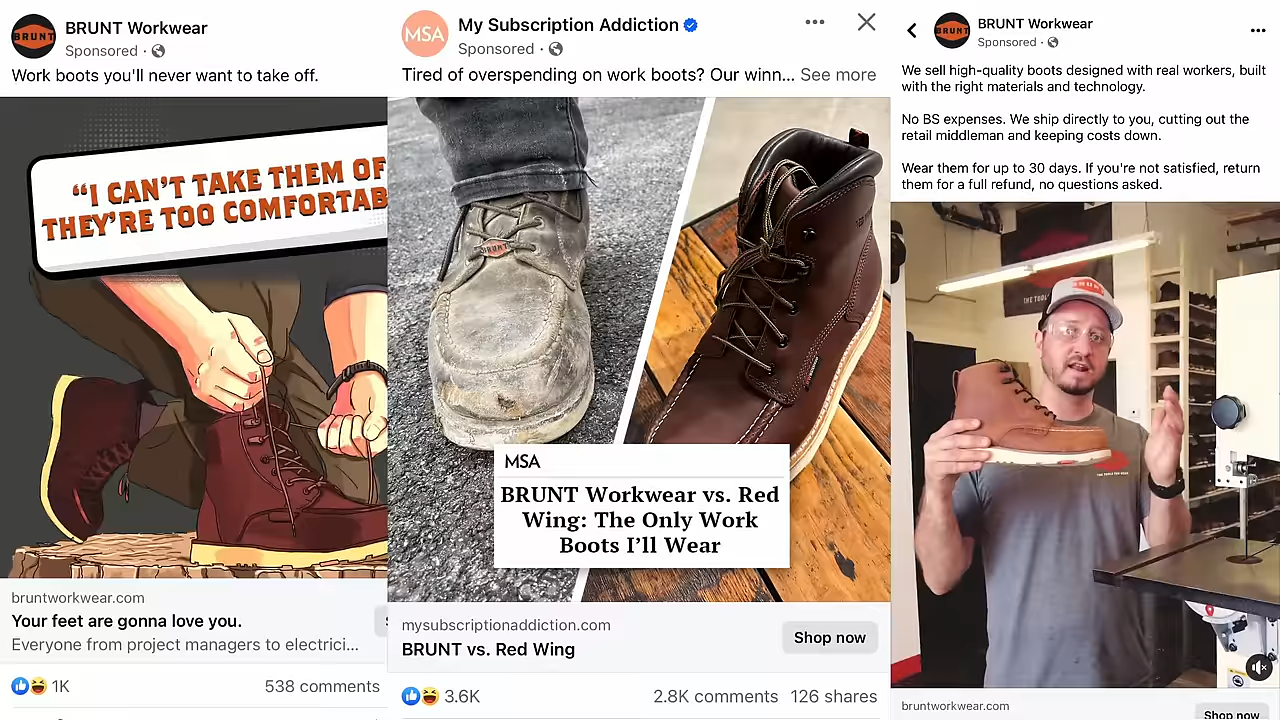 BRUNT
BRUNT Workwear
Sponsored ·
Work boots you'll never want to take off.
“I CAN’T TAKE THEM OF
THEY’RE TOO COMFORTAB
bruntworkwear.com
Your feet are gonna love you.
Everyone from project managers to electrici...
1K
538 comments
MSA
My Subscription Addiction
Sponsored ·
Tired of overspending on work boots? Our winn... See more
BRUNT
MSA
BRUNT Workwear vs. Red
Wing: The Only Work
Boots I’ll Wear
mysubscriptionaddiction.com
BRUNT vs. Red Wing
Shop now
3.6K
2.8K comments
126 shares
BRUNT
BRUNT Workwear
Sponsored ·
We sell high-quality boots designed with real workers, built
with the right materials and technology.
No BS expenses. We ship directly to you, cutting out the
retail middleman and keeping costs down.
Wear them for up to 30 days. If you're not satisfied, return
them for a full refund, no questions asked.
THE TOOL
BRUNT
bruntworkwear.com
Shop now